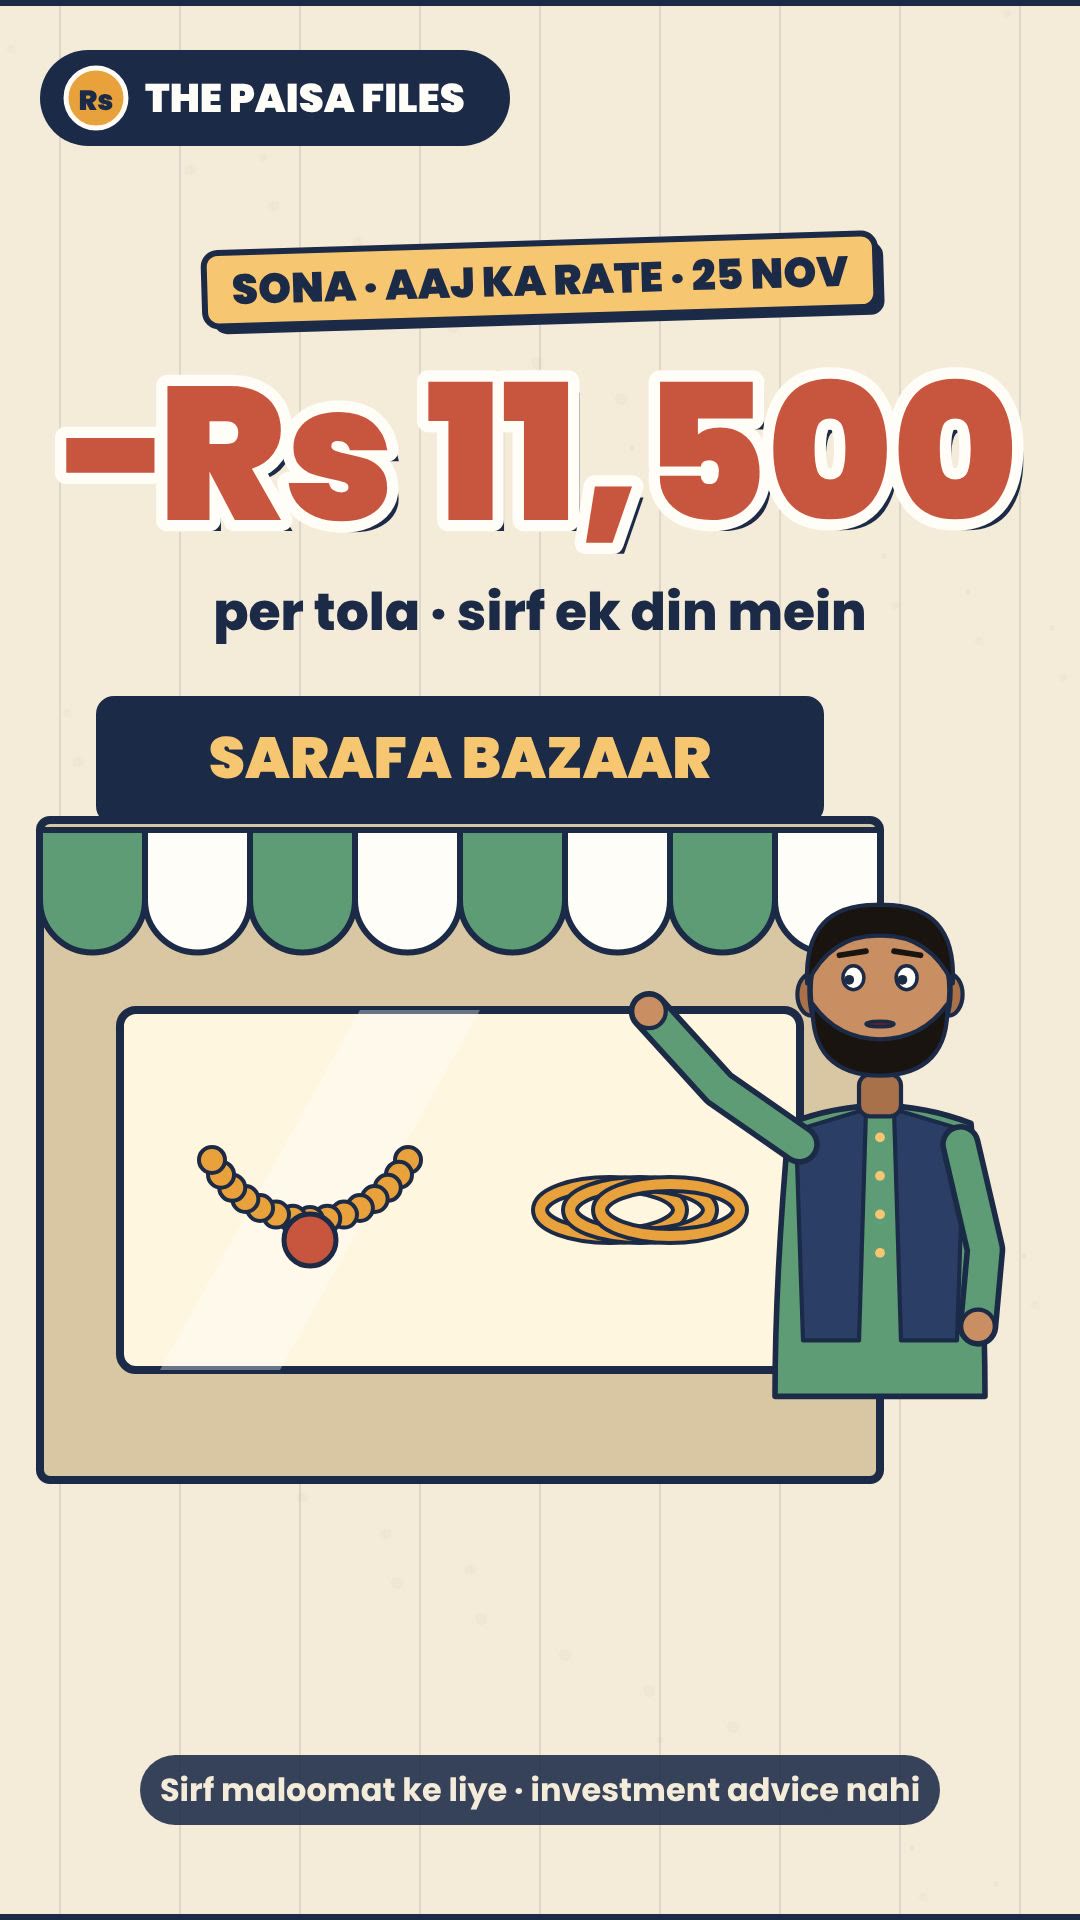 Rs THE PAISA FILES
SONA · AAJ KA RATE · 25 NOV
-Rs 11,500
per tola · sirf ek din mein
SARAFA BAZAAR
Sirf maloomat ke liye · investment advice nahi